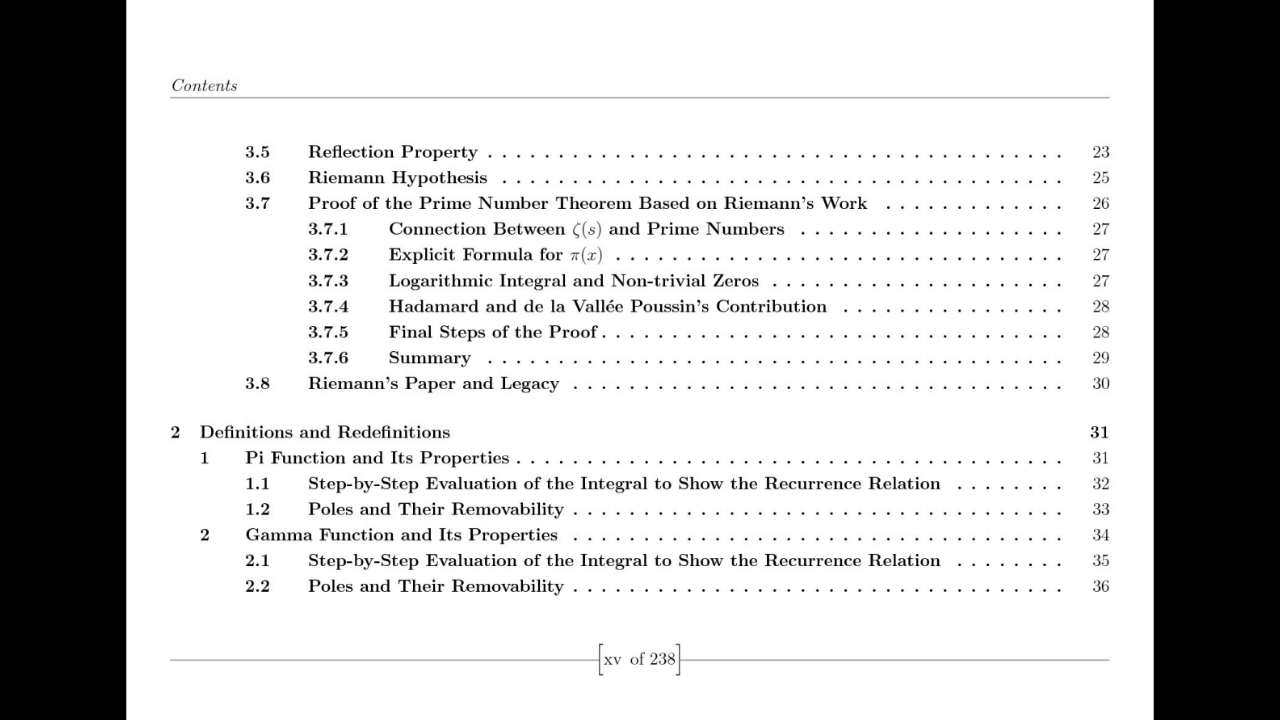 Contents
3.5 Reflection Property . . . . . . . . . . . . . . . . . . . . . . . . . . . . . . . . . . . . . . . . . 23
3.6 Riemann Hypothesis . . . . . . . . . . . . . . . . . . . . . . . . . . . . . . . . . . . . . . . . 25
3.7 Proof of the Prime Number Theorem Based on Riemann's Work . . . . . . . . . . . . . 26
3.7.1 Connection Between ζ(s) and Prime Numbers . . . . . . . . . . . . . . . . . . . 27
3.7.2 Explicit Formula for π(x) . . . . . . . . . . . . . . . . . . . . . . . . . . . . . . . . 27
3.7.3 Logarithmic Integral and Non-trivial Zeros . . . . . . . . . . . . . . . . . . . . . 27
3.7.4 Hadamard and de la Vallée Poussin's Contribution . . . . . . . . . . . . . . . . 28
3.7.5 Final Steps of the Proof . . . . . . . . . . . . . . . . . . . . . . . . . . . . . . . . . 28
3.7.6 Summary . . . . . . . . . . . . . . . . . . . . . . . . . . . . . . . . . . . . . . . . . 29
3.8 Riemann's Paper and Legacy . . . . . . . . . . . . . . . . . . . . . . . . . . . . . . . . . . . 30
2 Definitions and Redefinitions 31
1 Pi Function and Its Properties . . . . . . . . . . . . . . . . . . . . . . . . . . . . . . . . . . . . . . . 31
1.1 Step-by-Step Evaluation of the Integral to Show the Recurrence Relation . . . . . . . . 32
1.2 Poles and Their Removability . . . . . . . . . . . . . . . . . . . . . . . . . . . . . . . . . . . 33
2 Gamma Function and Its Properties . . . . . . . . . . . . . . . . . . . . . . . . . . . . . . . . . . . 34
2.1 Step-by-Step Evaluation of the Integral to Show the Recurrence Relation . . . . . . . . 35
2.2 Poles and Their Removability . . . . . . . . . . . . . . . . . . . . . . . . . . . . . . . . . . . 36
[xv of 238]